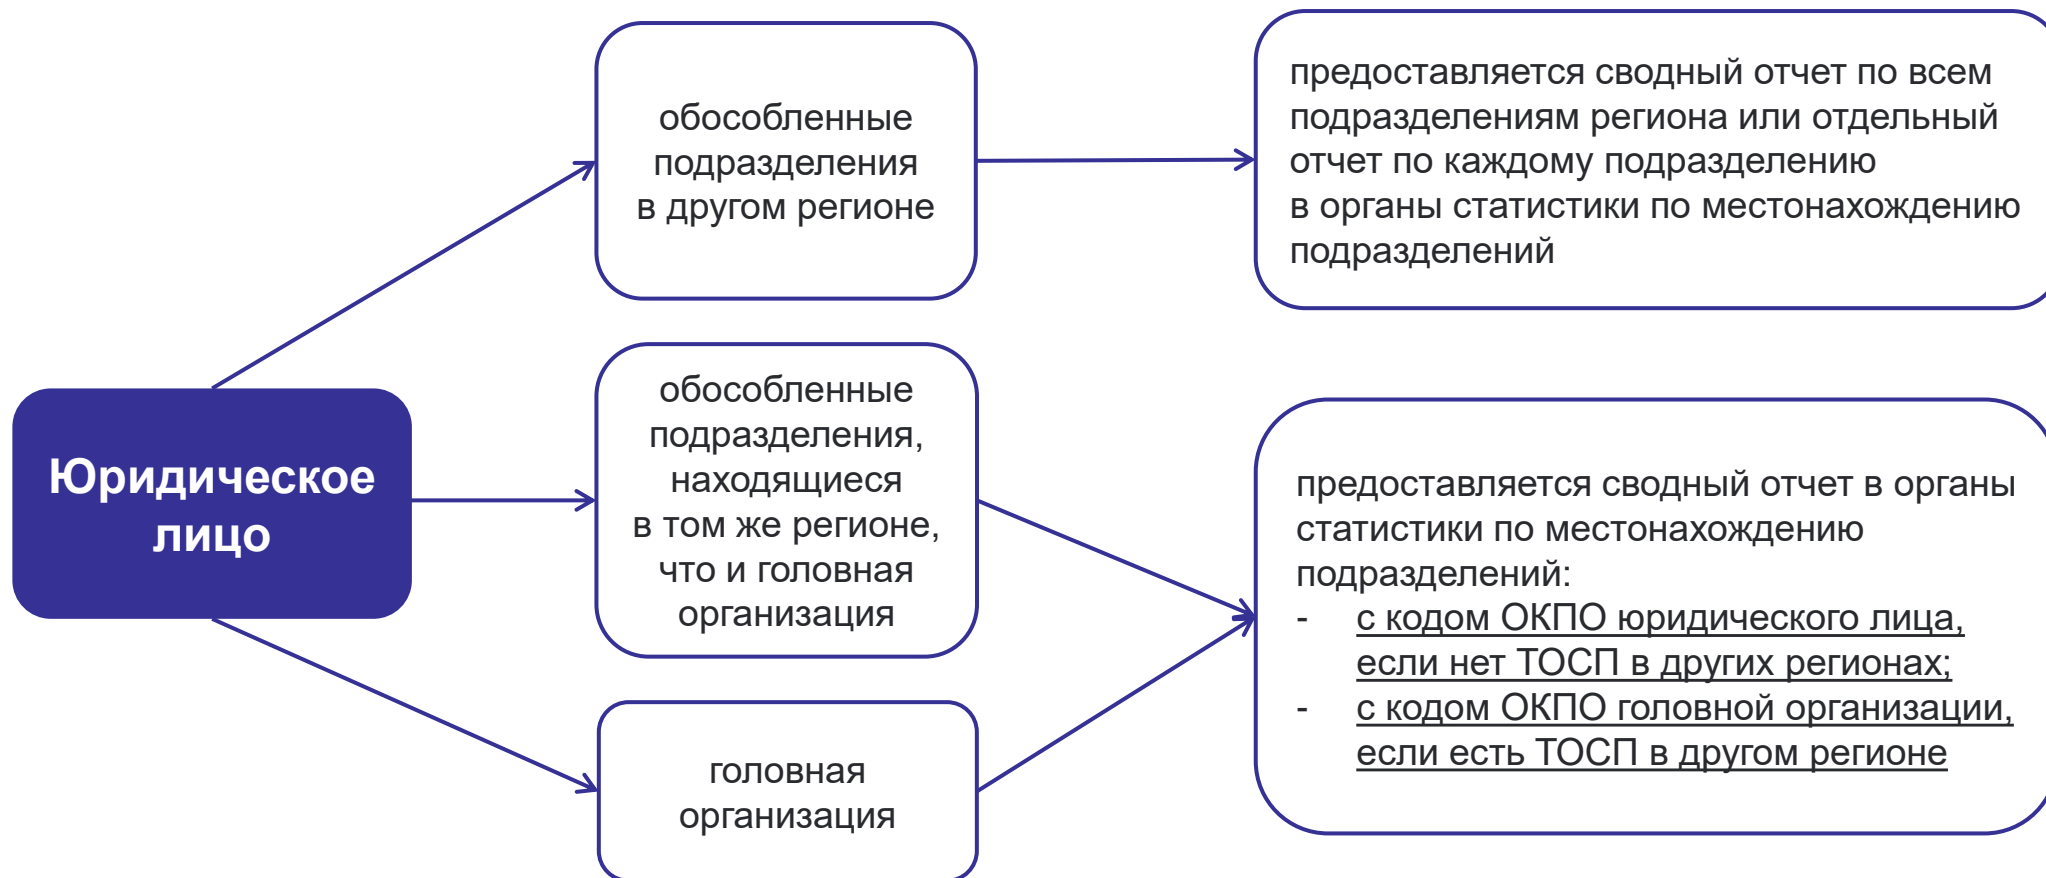 Юридическое
лицо
обособленные
подразделения
в другом регионе
предоставляется сводный отчет по всем
подразделениям региона или отдельный
отчет по каждому подразделению
в органы статистики по местонахождению
подразделений
обособленные
подразделения,
находящиеся
в том же регионе,
что и головная
организация
головная
организация
предоставляется сводный отчет в органы
статистики по местонахождению
подразделений:
- с кодом ОКПО юридического лица,
если нет ТОСП в других регионах;
- с кодом ОКПО головной организации,
если есть ТОСП в другом регионе